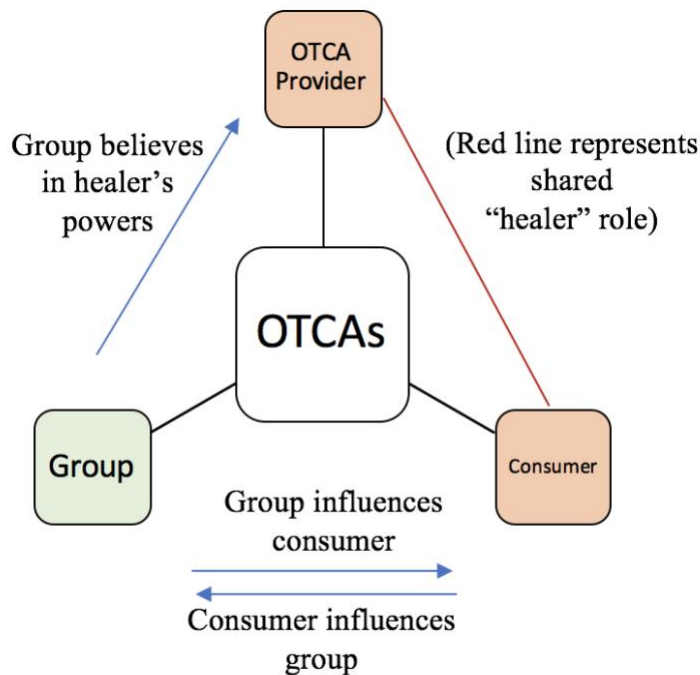 OTCA
Provider
Group believes
in healer's
powers
(Red line represents
shared
“healer” role)
OTCAs
Group
Consumer
Group influences
consumer
Consumer influences
group